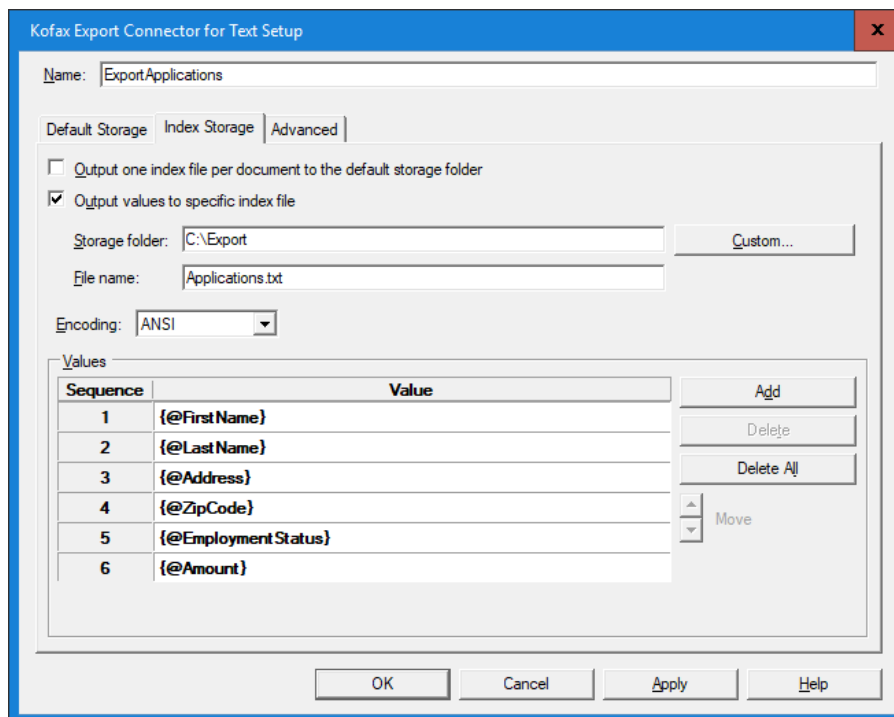 Kofax Export Connector for Text Setup
x
Name: ExportApplications
Default Storage Index Storage Advanced
Output one index file per document to the default storage folder
Output values to specific index file
Storage folder: C:\Export Custom...
File name: Applications.txt
Encoding: ANSI
Values
Sequence Value Add
1 {@FirstName}
2 {@LastName} Delete
3 {@Address} Delete All
4 {@ZipCode} Move
5 {@EmploymentStatus}
6 {@Amount}
OK Cancel Apply Help